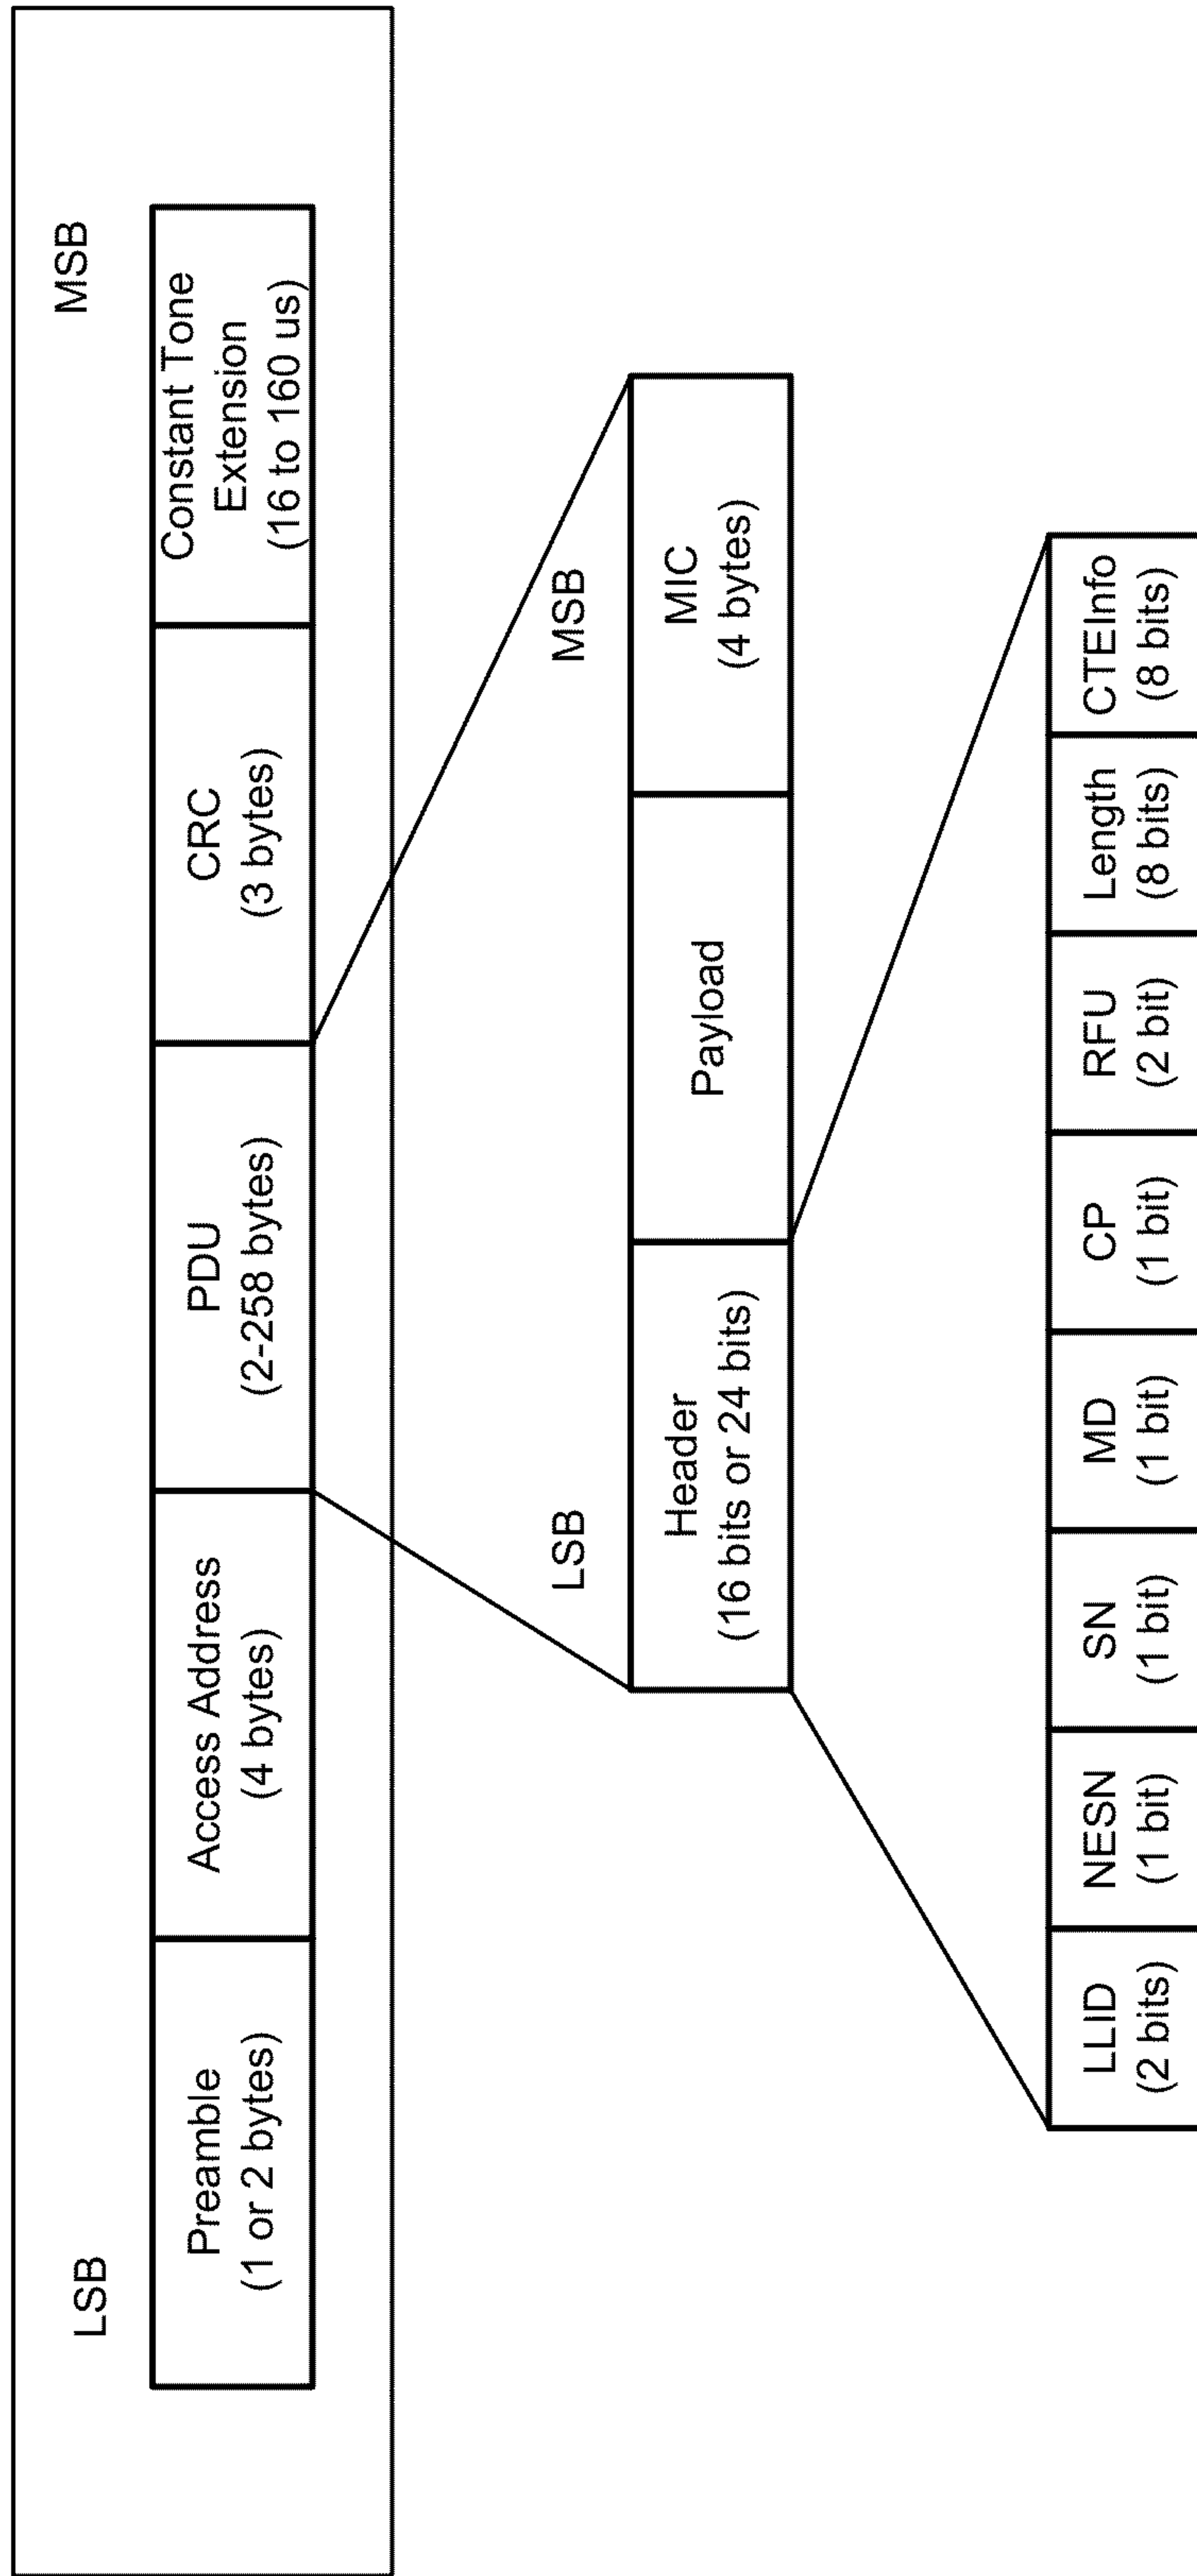 LSB
MSB
Preamble
(1 or 2 bytes)
Access Address
(4 bytes)
PDU
(2-258 bytes)
CRC
(3 bytes)
Constant Tone
Extension
(16 to 160 us)
LSB
MSB
Header
(16 bits or 24 bits)
Payload
MIC
(4 bytes)
LLID
(2 bits)
NESN
(1 bit)
SN
(1 bit)
MD
(1 bit)
CP
(1 bit)
RFU
(2 bit)
Length
(8 bits)
CTEInfo
(8 bits)